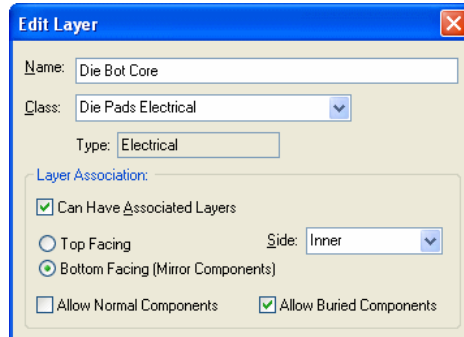 Edit Layer
Name: Die Bot Core
Class: Die Pads Electrical
Type: Electrical
Layer Association:
Can Have Associated Layers
Top Facing Side: Inner
Bottom Facing (Mirror Components)
Allow Normal Components Allow Buried Components